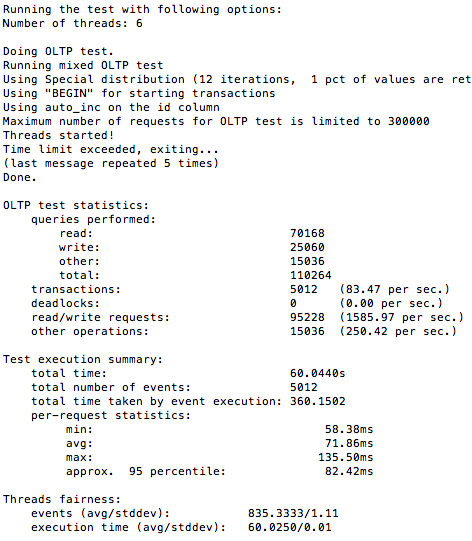 Running the test with following options:
Number of threads: 6

Doing OLTP test.
Running mixed OLTP test
Using Special distribution (12 iterations,  1 pct of values are ret
Using "BEGIN" for starting transactions
Using auto_inc on the id column
Maximum number of requests for OLTP test is limited to 300000
Threads started!
Time limit exceeded, exiting...
(last message repeated 5 times)
Done.

OLTP test statistics:
    queries performed:
        read:                            70168
        write:                           25060
        other:                           15036
        total:                           110264
    transactions:                        5012   (83.47 per sec.)
    deadlocks:                           0      (0.00 per sec.)
    read/write requests:                 95228  (1585.97 per sec.)
    other operations:                    15036  (250.42 per sec.)

Test execution summary:
    total time:                          60.0440s
    total number of events:              5012
    total time taken by event execution: 360.1502
    per-request statistics:
         min:                                 58.38ms
         avg:                                 71.86ms
         max:                                135.50ms
         approx.  95 percentile:              82.42ms

Threads fairness:
    events (avg/stddev):           835.3333/1.11
    execution time (avg/stddev):   60.0250/0.01